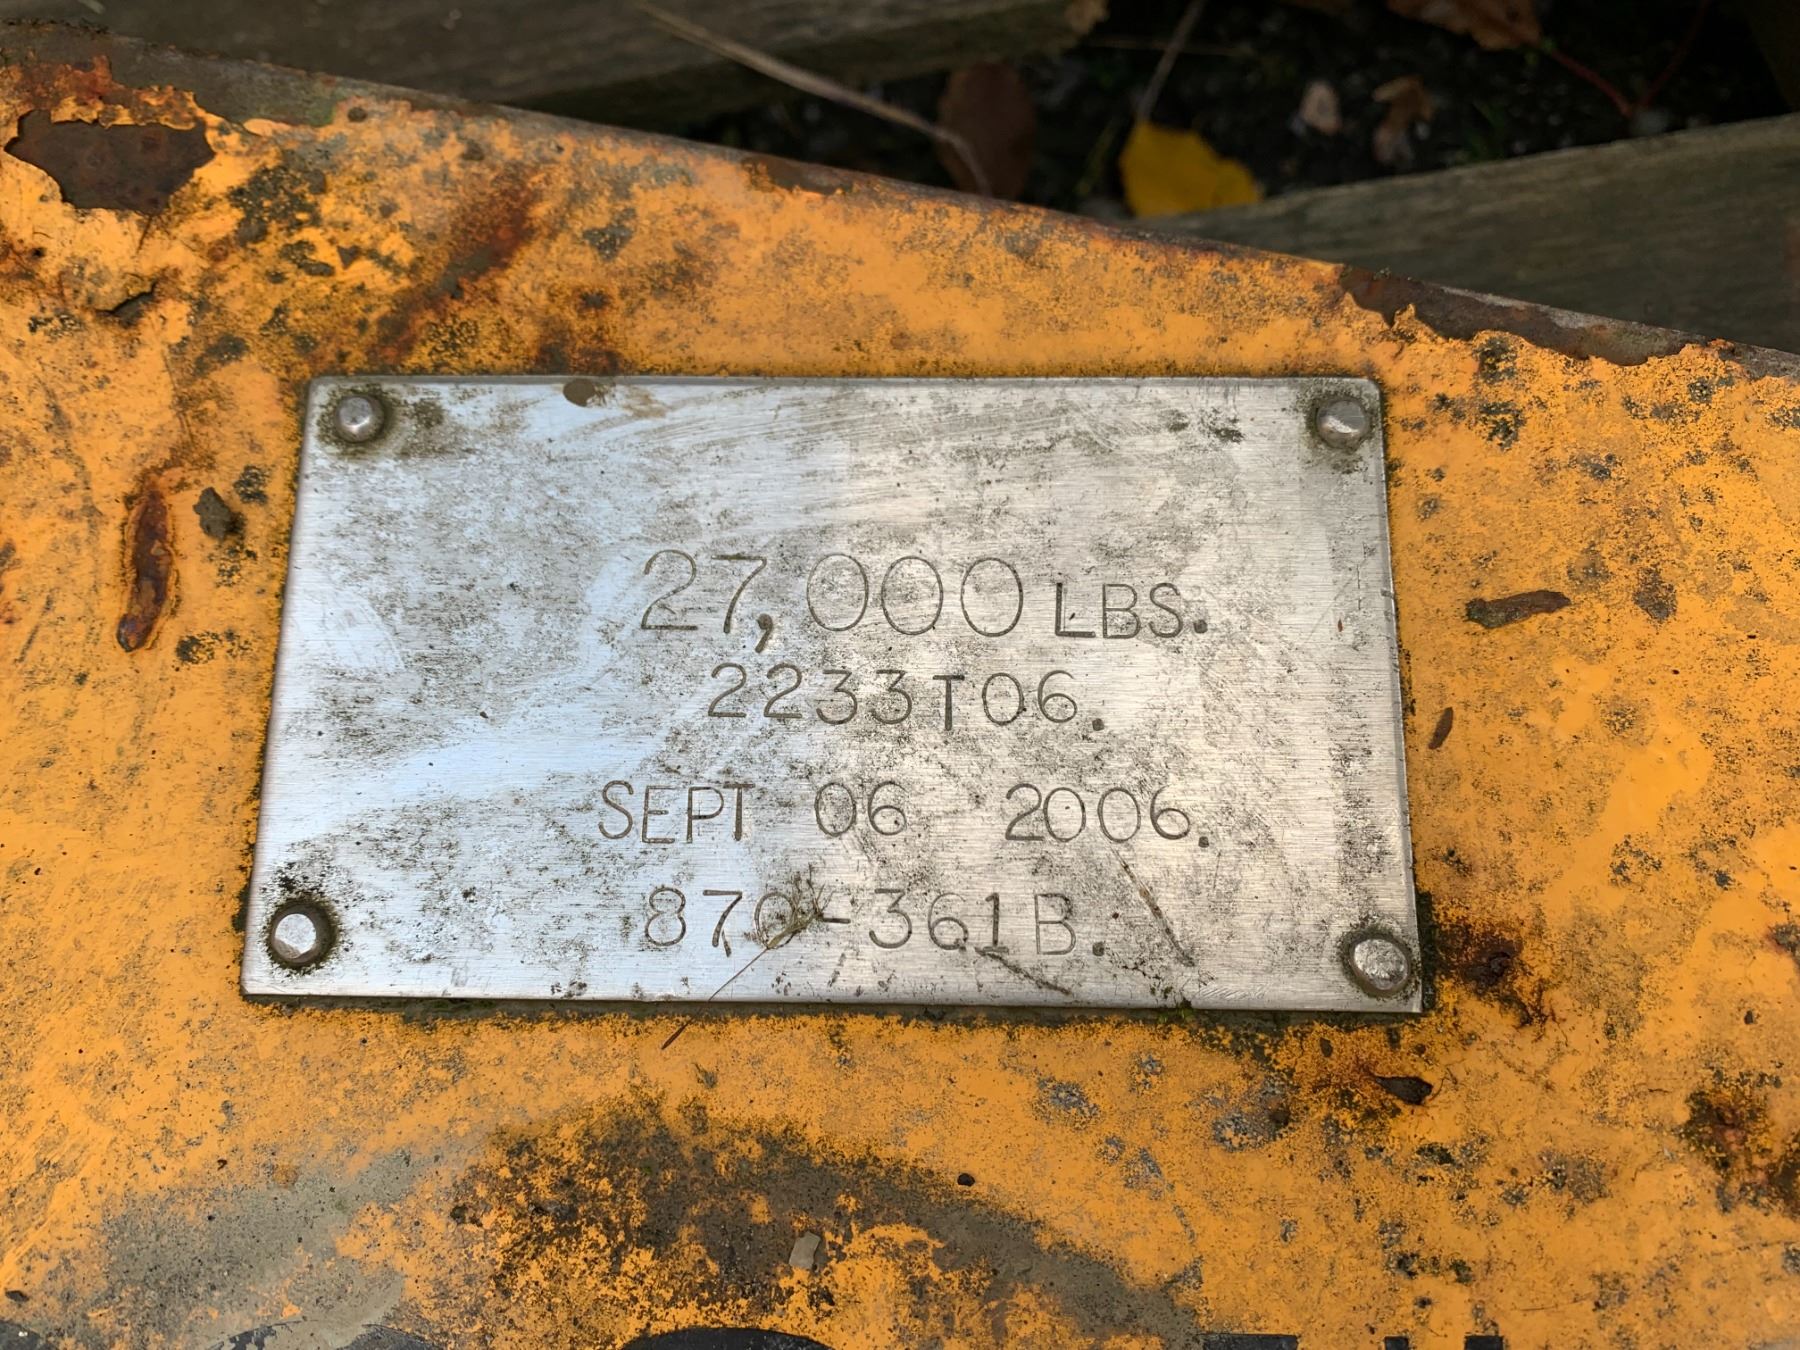 27,000 LBS.
2233T06.
SEPT 06 2006.
870-361B.